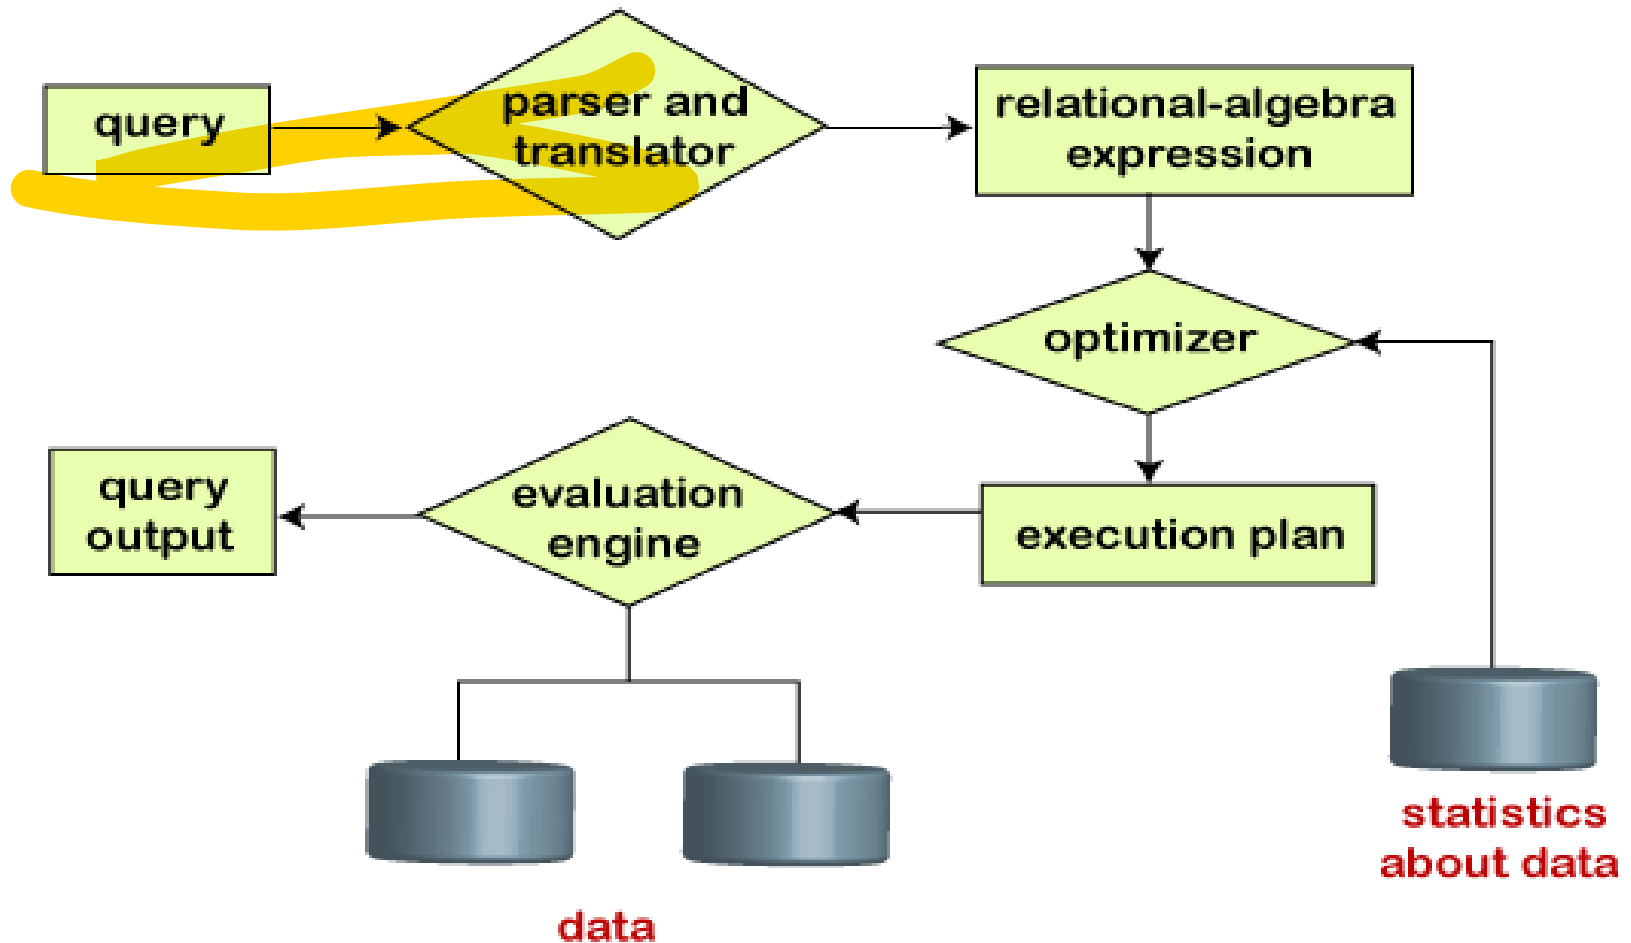 query
parser and
translator
relational-algebra
expression
optimizer
execution plan
evaluation
engine
query
output
data
statistics
about data